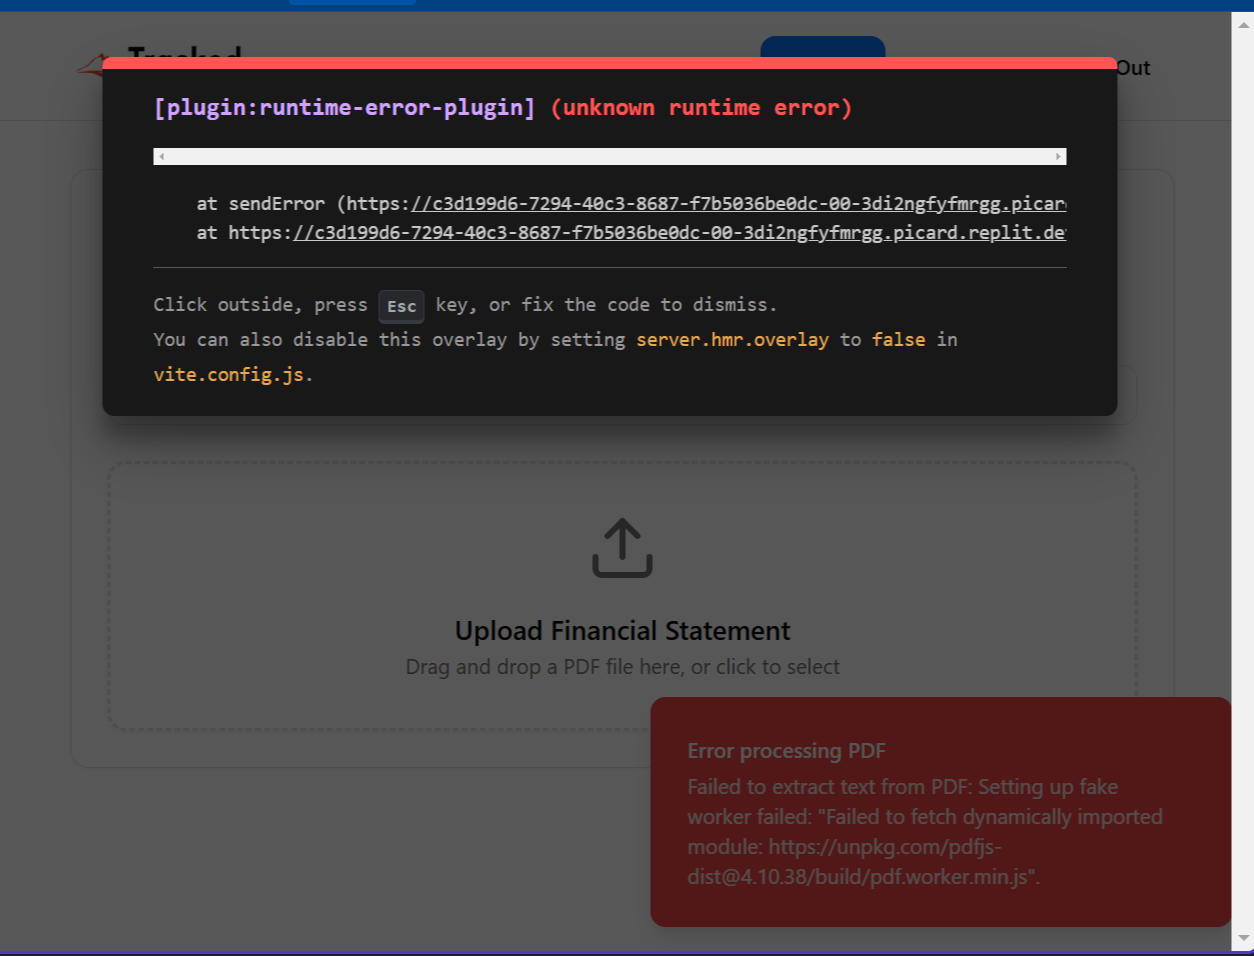 Tracked
Out
[plugin:runtime-error-plugin] (unknown runtime error)
at sendError (https://c3d199d6-7294-40c3-8687-f7b5036be0dc-00-3di2ngfyfmrgg.picar
at https://c3d199d6-7294-40c3-8687-f7b5036be0dc-00-3di2ngfyfmrgg.picard.replit.de
Click outside, press Esc key, or fix the code to dismiss.
You can also disable this overlay by setting server.hmr.overlay to false in
vite.config.js.
Upload Financial Statement
Drag and drop a PDF file here, or click to select
Error processing PDF
Failed to extract text from PDF: Setting up fake
worker failed: "Failed to fetch dynamically imported
module: https://unpkg.com/pdfjs-
dist@4.10.38/build/pdf.worker.min.js".